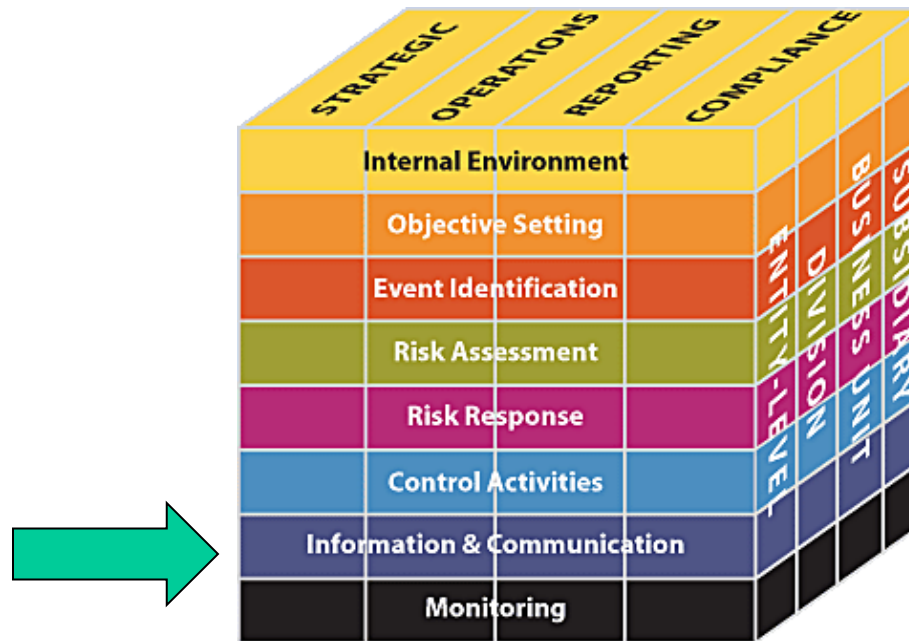 STRATEGIC
OPERATIONS
REPORTING
COMPLIANCE
Internal Environment
Objective Setting
Event Identification
Risk Assessment
Risk Response
Control Activities
Information & Communication
Monitoring
ENTITY-LEVEL
DIVISION
BUSINESS UNIT
SUBSIDIARY